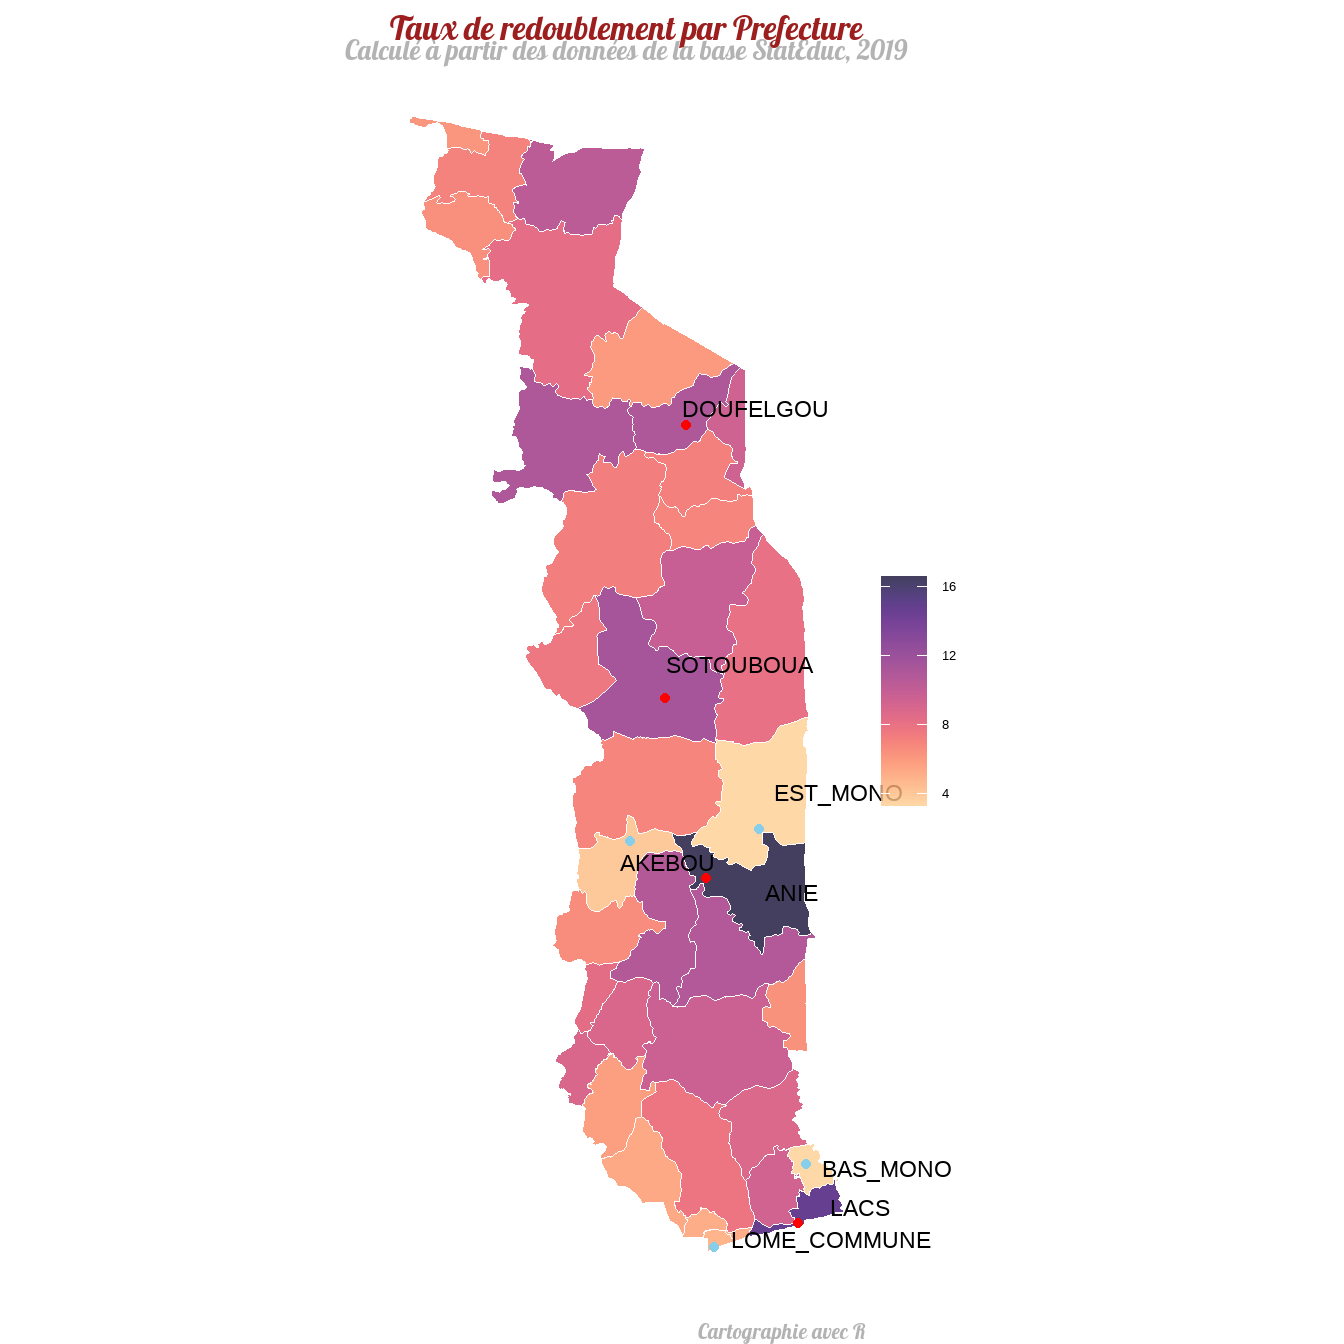 Taux de redoublement par Prefecture
Calculé à partir des données de la base StatEduc, 2019
DOUFELGOU
16
12
SOTOUBOUA
8
EST_MONO
4
AKEBOU
ANIE
BAS_MONO
LACS
LOME_COMMUNE
Cartographie avec R